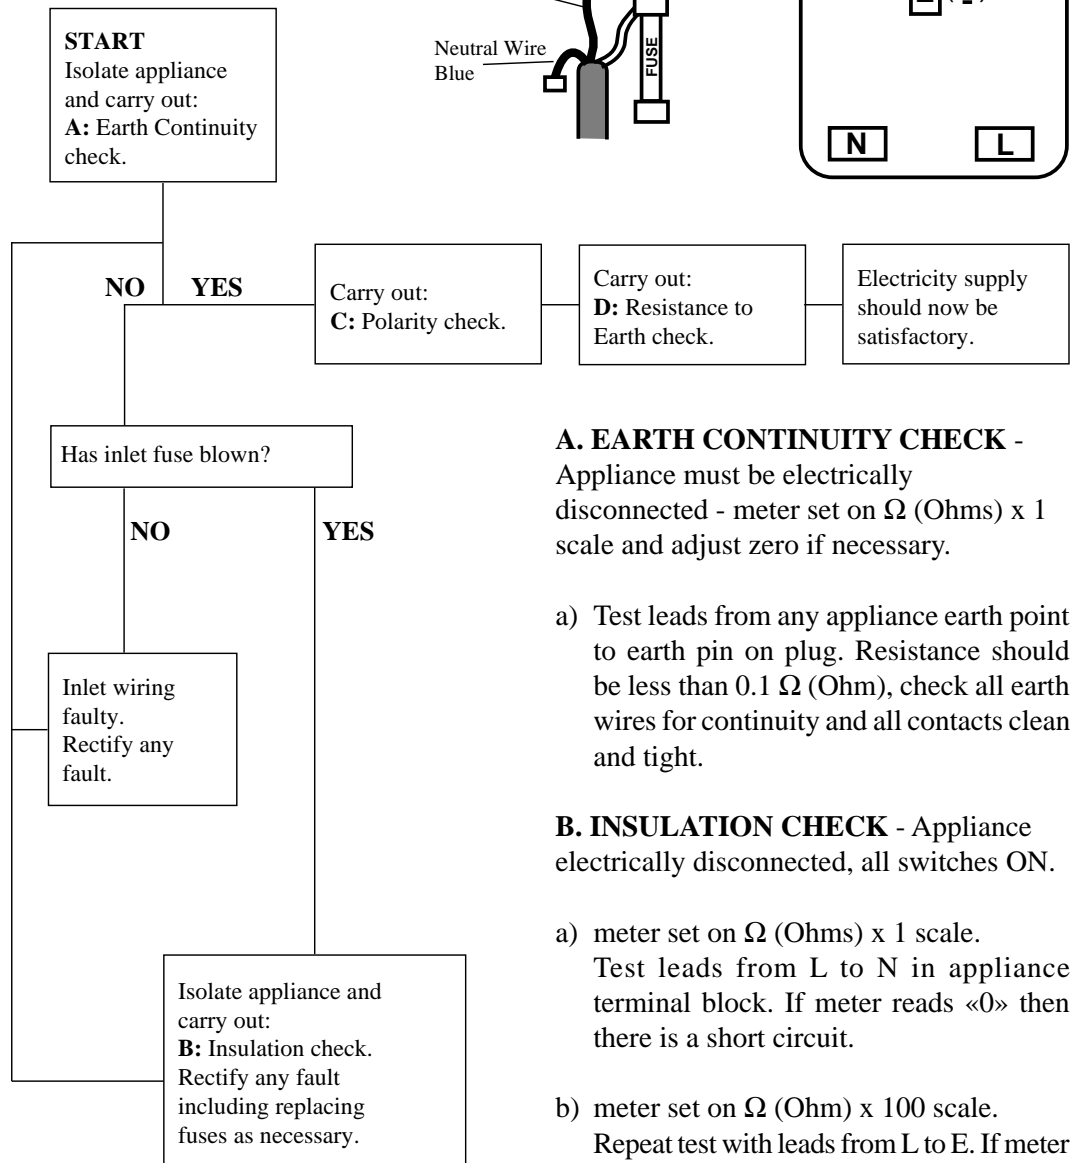 START
Isolate appliance
and carry out:
A: Earth Continuity
check.
Neutral Wire
Blue
FUSE
N
L
NO
YES
Carry out:
C: Polarity check.
Carry out:
D: Resistance to
Earth check.
Electricity supply
should now be
satisfactory.
Has inlet fuse blown?
NO
YES
Inlet wiring
faulty.
Rectify any
fault.
Isolate appliance and
carry out:
B: Insulation check.
Rectify any fault
including replacing
fuses as necessary.
A. EARTH CONTINUITY CHECK -
Appliance must be electrically
disconnected - meter set on Ω (Ohms) x 1
scale and adjust zero if necessary.
a) Test leads from any appliance earth point
to earth pin on plug. Resistance should
be less than 0.1 Ω (Ohm), check all earth
wires for continuity and all contacts clean
and tight.
B. INSULATION CHECK - Appliance
electrically disconnected, all switches ON.
a) meter set on Ω (Ohms) x 1 scale.
Test leads from L to N in appliance
terminal block. If meter reads «0» then
there is a short circuit.
b) meter set on Ω (Ohm) x 100 scale.
Repeat test with leads from L to E. If meter